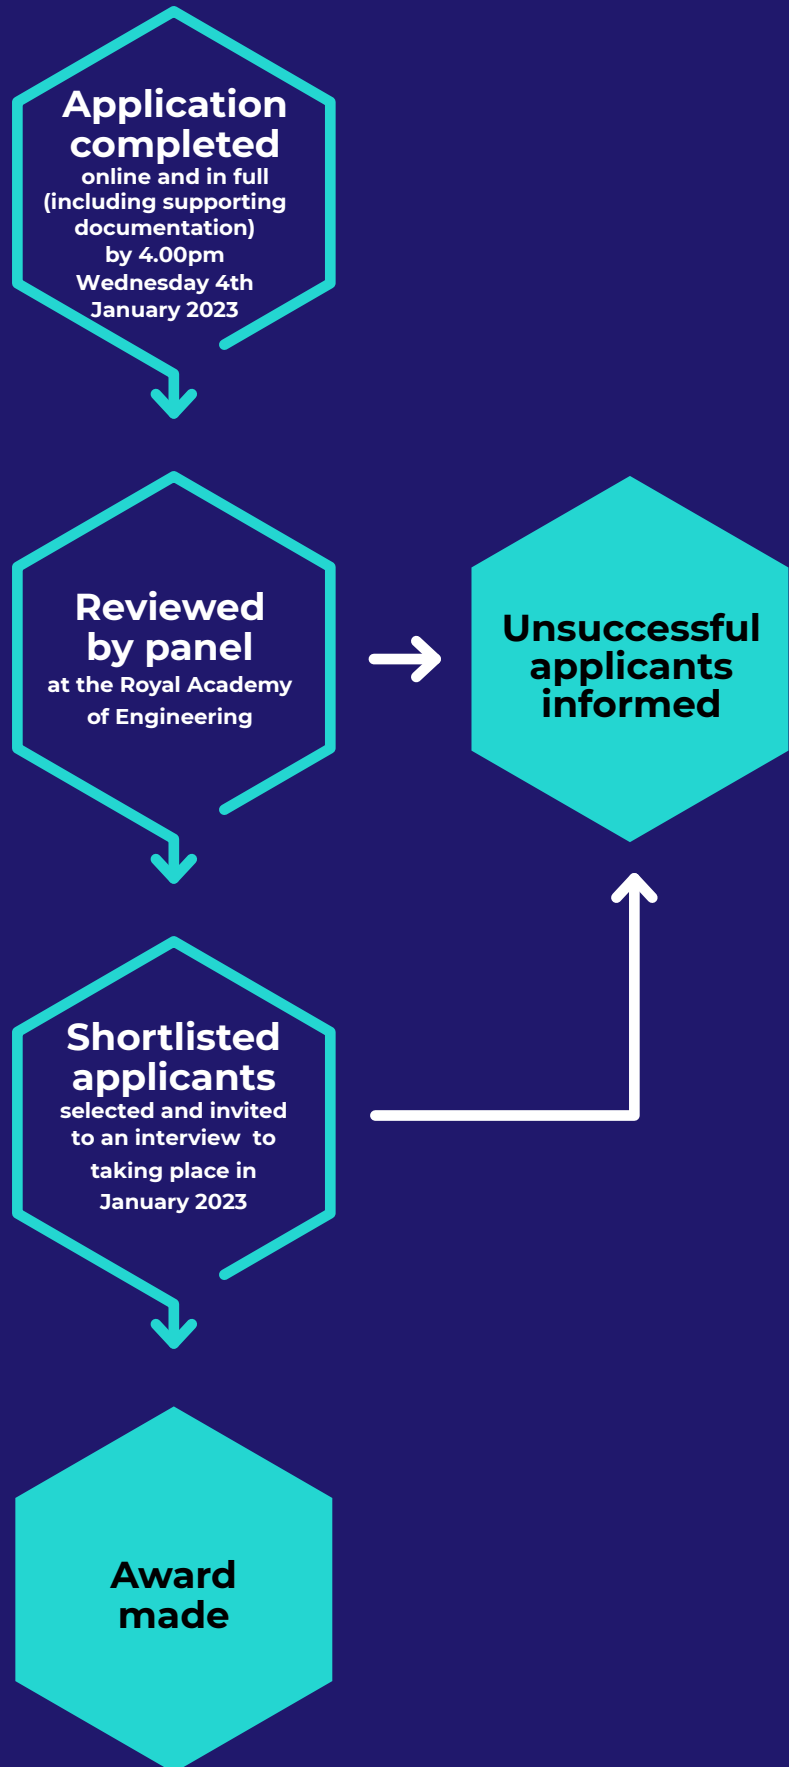 Application
completed
online and in full
(including supporting
documentation)
by 4.00pm
Wednesday 4th
January 2023
Reviewed
by panel
at the Royal Academy
of Engineering
Unsuccessful
applicants
informed
Shortlisted
applicants
selected and invited
to an interview to
taking place in
January 2023
Award
made